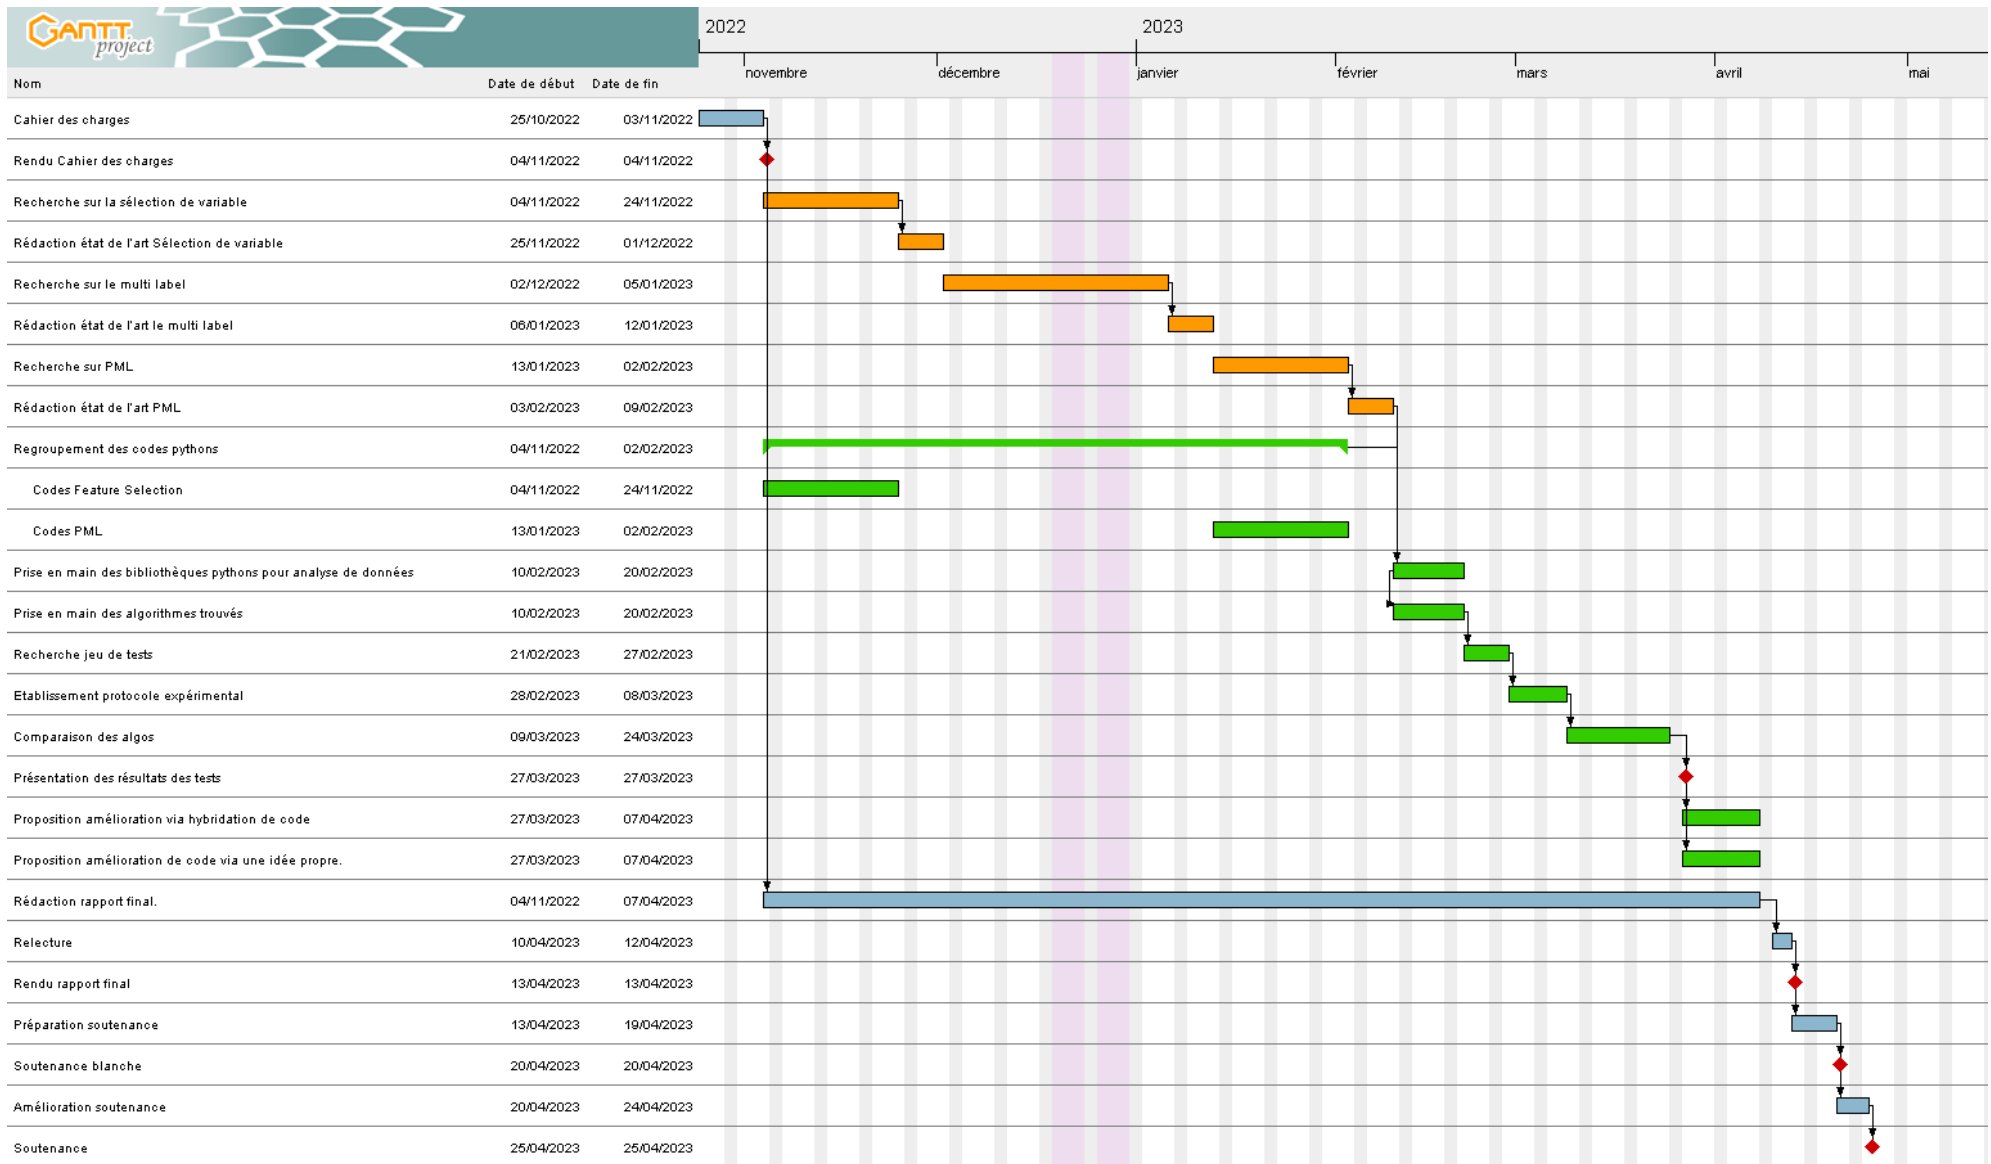 GANTT
project
2022 2023
novembre décembre janvier février mars avril mai
Nom Date de début Date de fin
Cahier des charges 25/10/2022 03/11/2022
Rendu Cahier des charges 04/11/2022 04/11/2022
Recherche sur la sélection de variable 04/11/2022 24/11/2022
Rédaction état de l'art Sélection de variable 25/11/2022 01/12/2022
Recherche sur le multi label 02/12/2022 05/01/2023
Rédaction état de l'art le multi label 06/01/2023 12/01/2023
Recherche sur PML 13/01/2023 02/02/2023
Rédaction état de l'art PML 03/02/2023 09/02/2023
Regroupement des codes pythons 04/11/2022 02/02/2023
Codes Feature Selection 04/11/2022 24/11/2022
Codes PML 13/01/2023 02/02/2023
Prise en main des bibliothèques pythons pour analyse de données 10/02/2023 20/02/2023
Prise en main des algorithmes trouvés 10/02/2023 20/02/2023
Recherche jeu de tests 21/02/2023 27/02/2023
Etablissement protocole expérimental 28/02/2023 08/03/2023
Comparaison des algos 09/03/2023 24/03/2023
Présentation des résultats des tests 27/03/2023 27/03/2023
Proposition amélioration via hybridation de code 27/03/2023 07/04/2023
Proposition amélioration de code via une idée propre. 27/03/2023 07/04/2023
Rédaction rapport final. 04/11/2022 07/04/2023
Relecture 10/04/2023 12/04/2023
Rendu rapport final 13/04/2023 13/04/2023
Préparation soutenance 13/04/2023 19/04/2023
Soutenance blanche 20/04/2023 20/04/2023
Amélioration soutenance 20/04/2023 24/04/2023
Soutenance 25/04/2023 25/04/2023